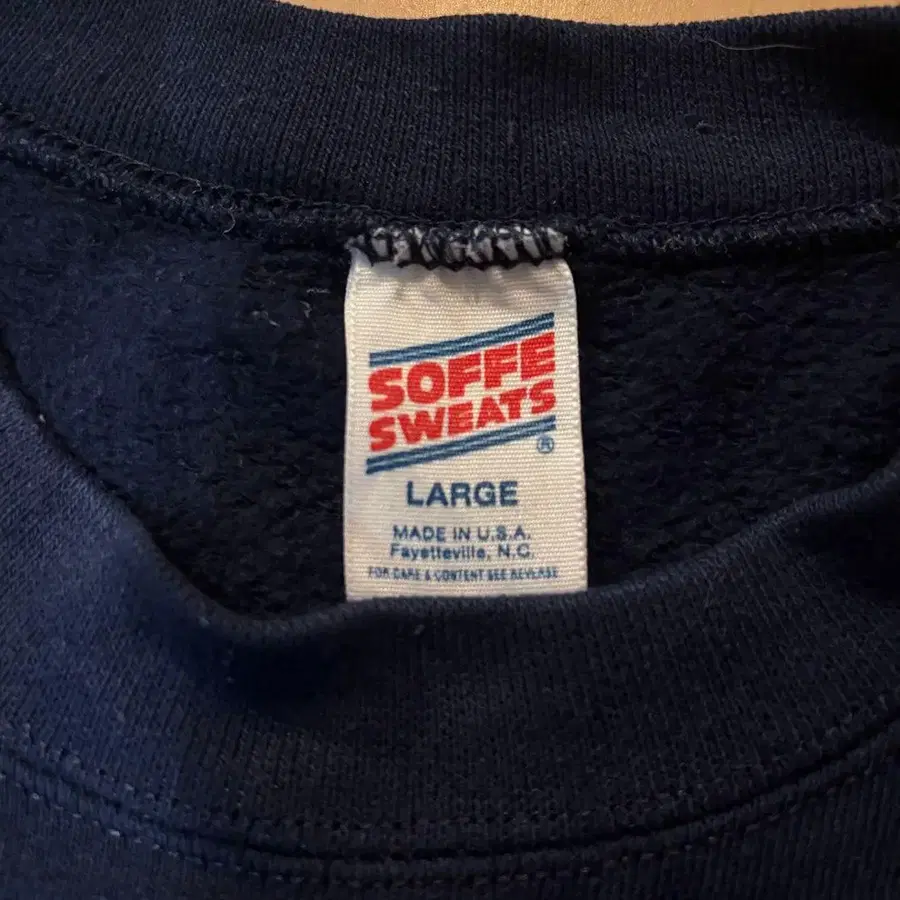 SOFFE
SWEATS
®
LARGE
MADE IN U.S.A.
Fayetteville, N.C.
FOR CARE & CONTENT SEE REVERSE